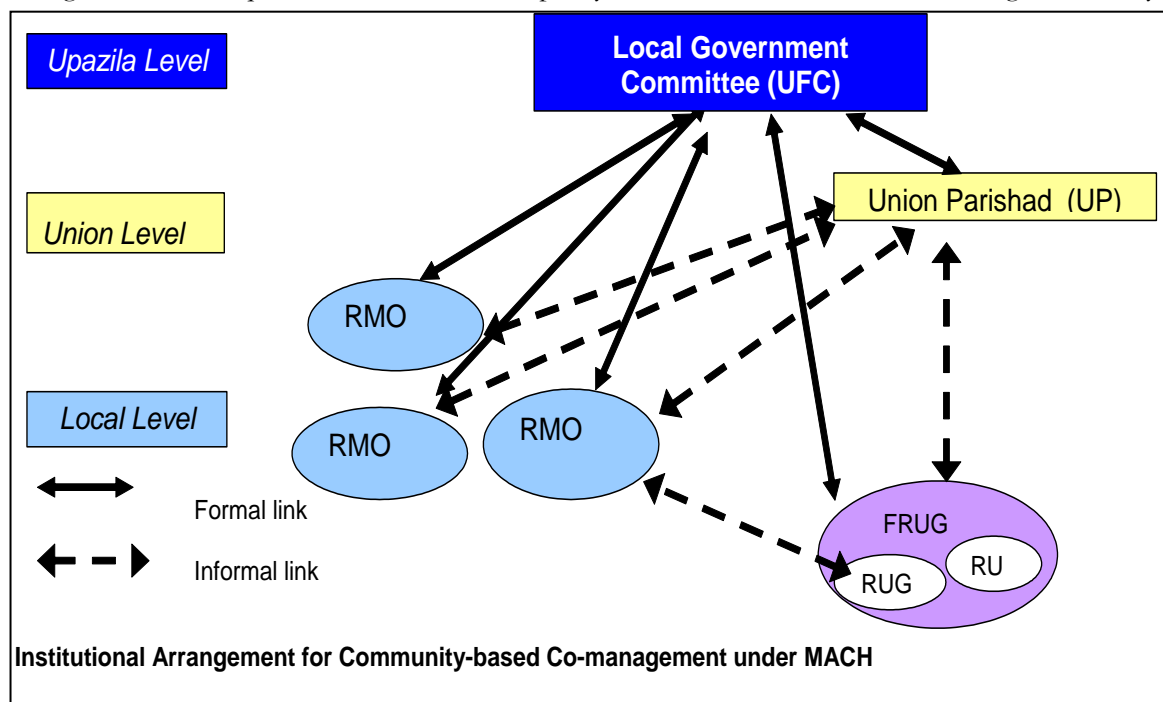 Upazila Level
Local Government
Committee (UFC)
Union Parishad (UP)
Union Level
RMO
Local Level
RMO
RMO
Formal link
FRUG
RU
Informal link
RUG
Institutional Arrangement for Community-based Co-management under MACH